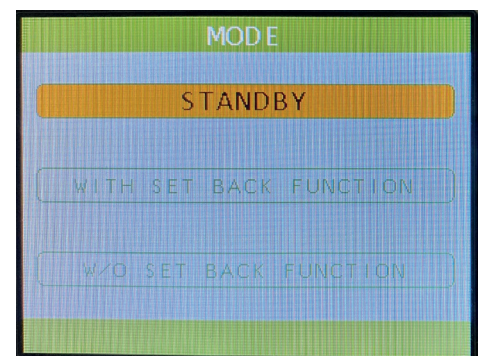 MODE
STANDBY
WITH SET BACK FUNCTION
W/O SET BACK FUNCTION